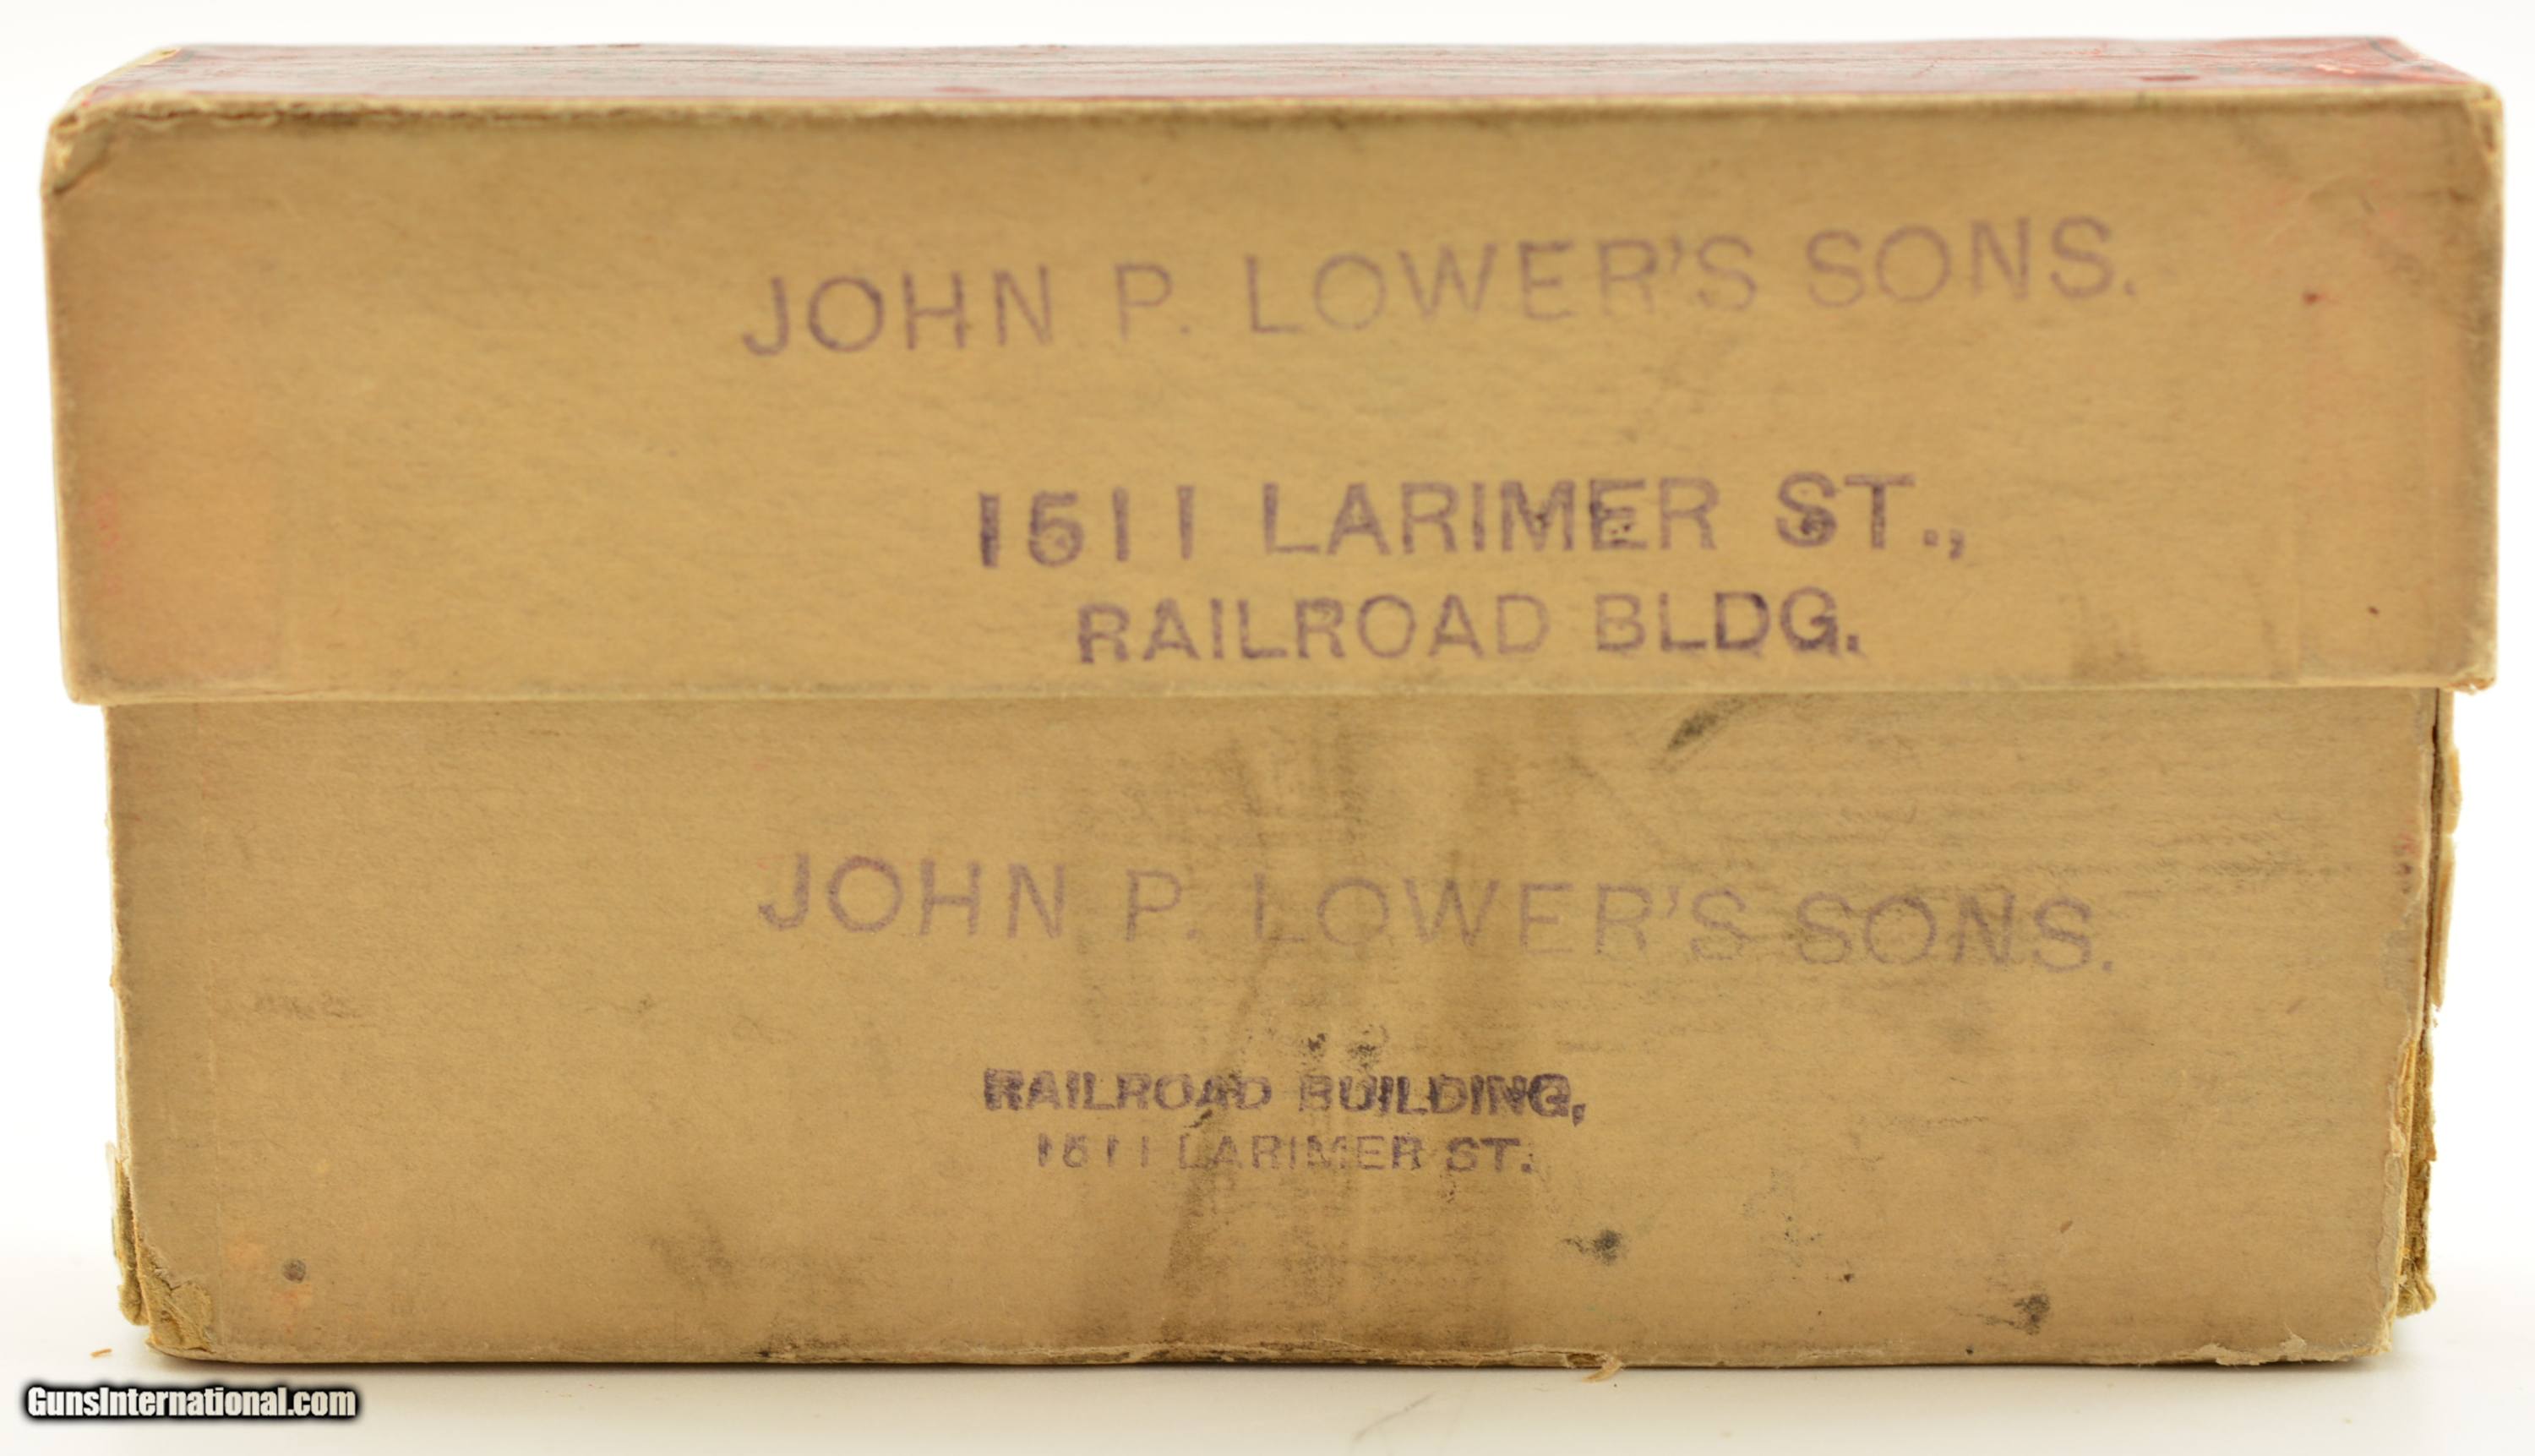 JOHN P. LOWER'S SONS.
1511 LARIMER ST.,
RAILROAD BLDG.
JOHN P. LOWER'S SONS.
RAILROAD BUILDING,
1511 LARIMER ST.
GunsInternational.com